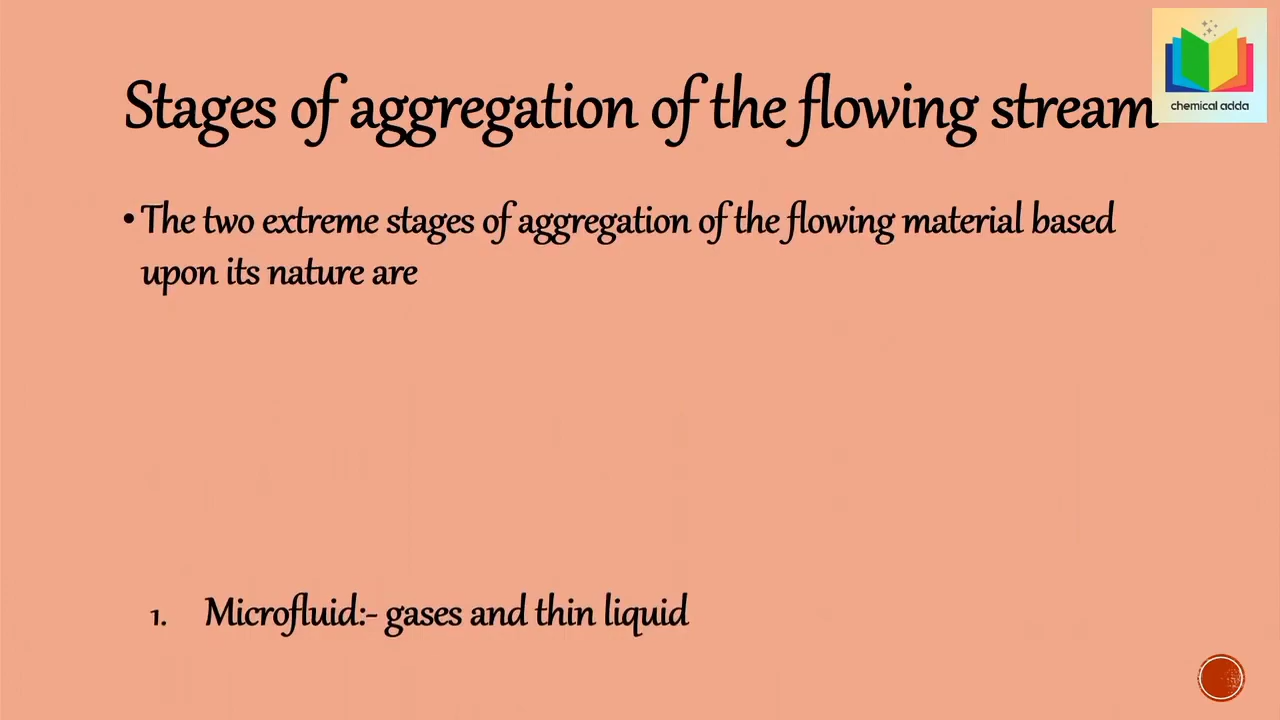 chemical adda
Stages of aggregation of the flowing stream
• The two extreme stages of aggregation of the flowing material based
upon its nature are
1. Microfluid:- gases and thin liquid